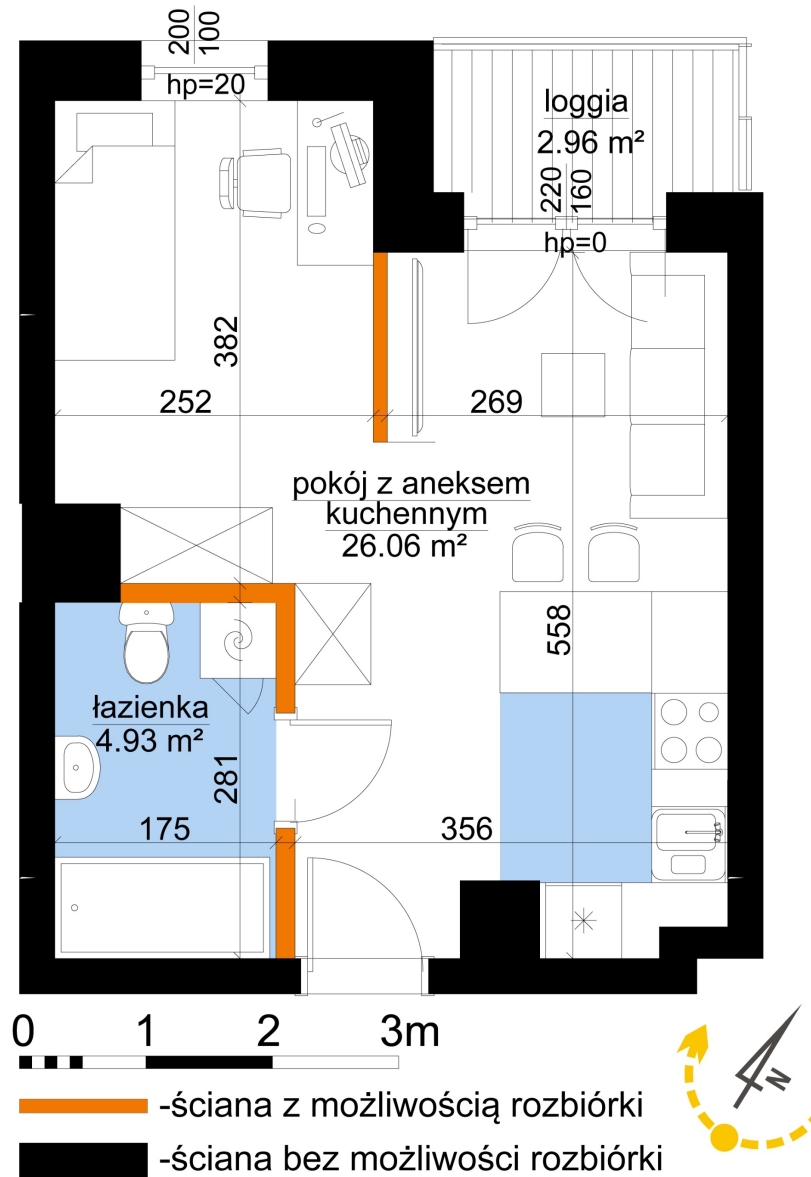 200
100
hp=20
loggia
2.96 m²
220
160
hp=0
382
252
269
pokój z aneksem
kuchennym
26.06 m²
558
łazienka
4.93 m²
281
175
356
0 1 2 3m
N
-ściana z możliwością rozbiórki
-ściana bez możliwości rozbiórki